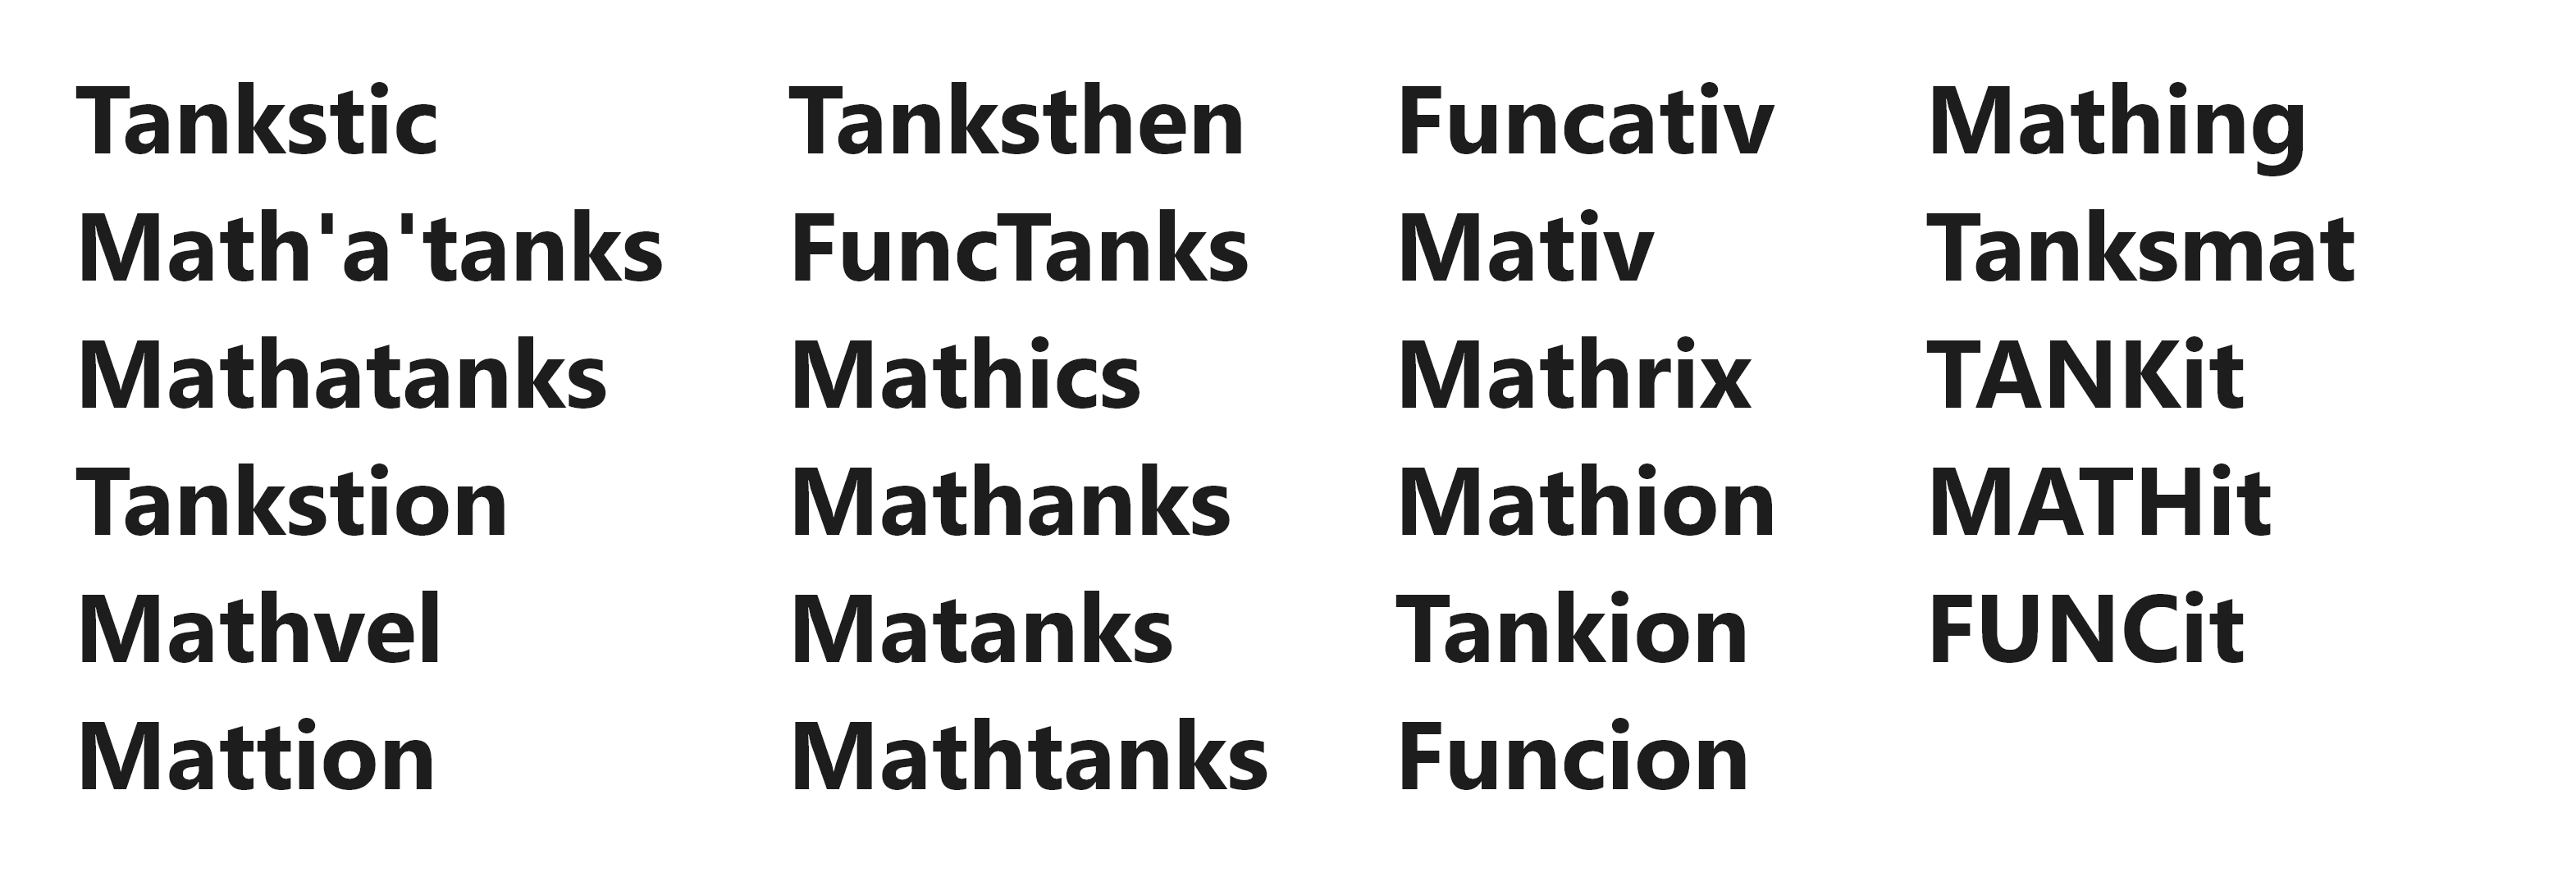 Tankstic
Math'a'tanks
Mathatanks
Tankstion
Mathvel
Mattion
Tanksthen
FuncTanks
Mathics
Mathanks
Matanks
Mathtanks
Funcativ
Mativ
Mathrix
Mathion
Tankion
Funcion
Mathing
Tanksmat
TANKit
MATHit
FUNCit